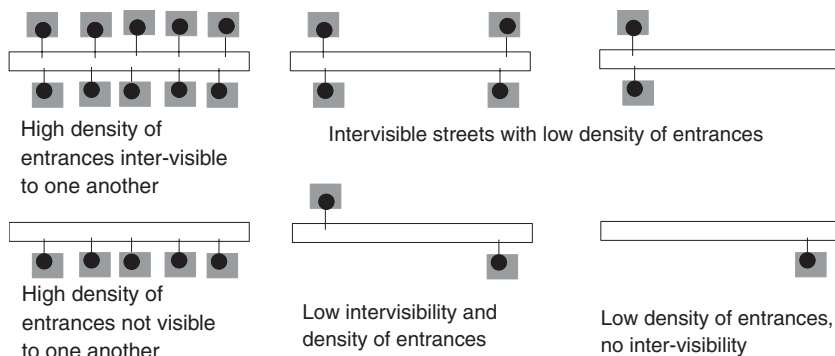 High density of
entrances inter-visible
to one another
Intervisible streets with low density of entrances
High density of
entrances not visible
to one another
Low intervisibility and
density of entrances
Low density of entrances,
no inter-visibility